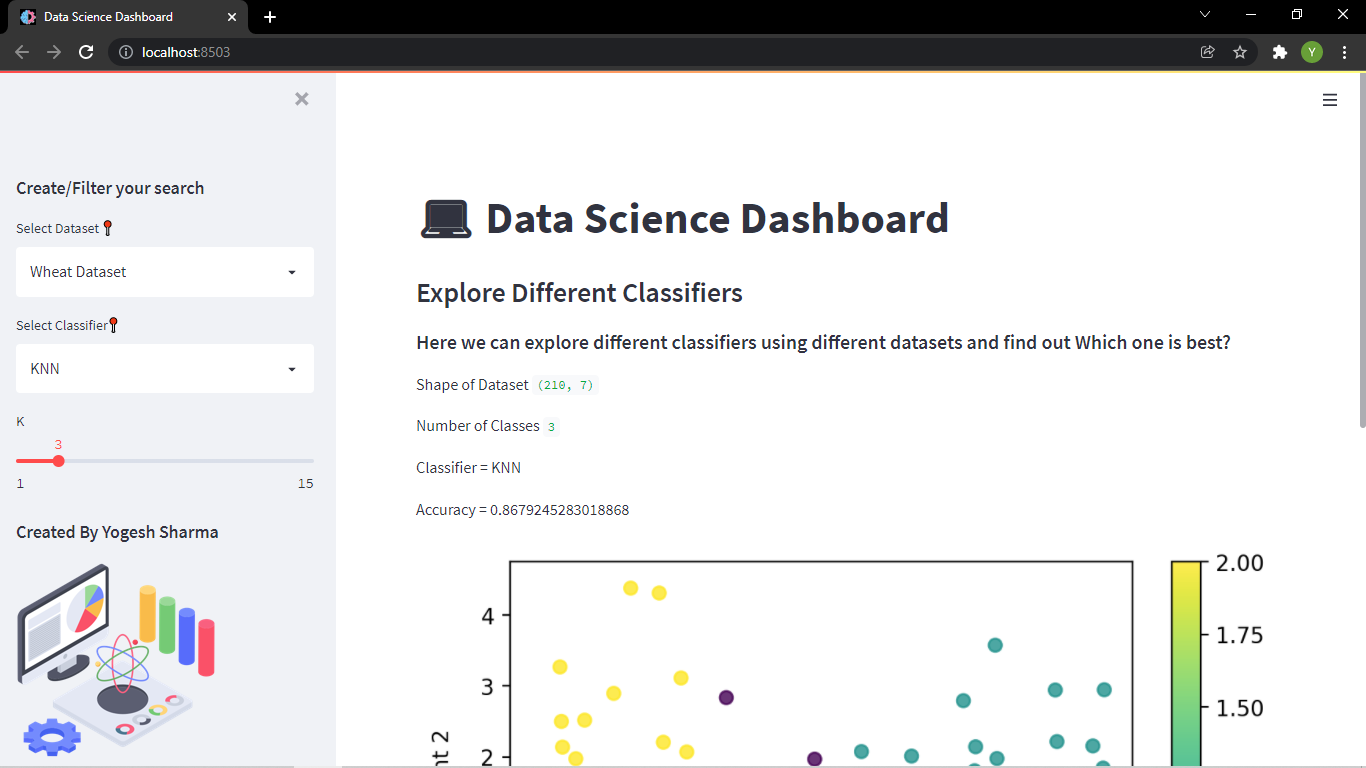 Data Science Dashboard
localhost:8503
Y
Create/Filter your search
Select Dataset
Wheat Dataset
Select Classifier
KNN
K
3
1 15
Created By Yogesh Sharma
Data Science Dashboard
Explore Different Classifiers
Here we can explore different classifiers using different datasets and find out Which one is best?
Shape of Dataset (210, 7)
Number of Classes 3
Classifier = KNN
Accuracy = 0.8679245283018868
4
3
2
nt 2
2.00
1.75
1.50